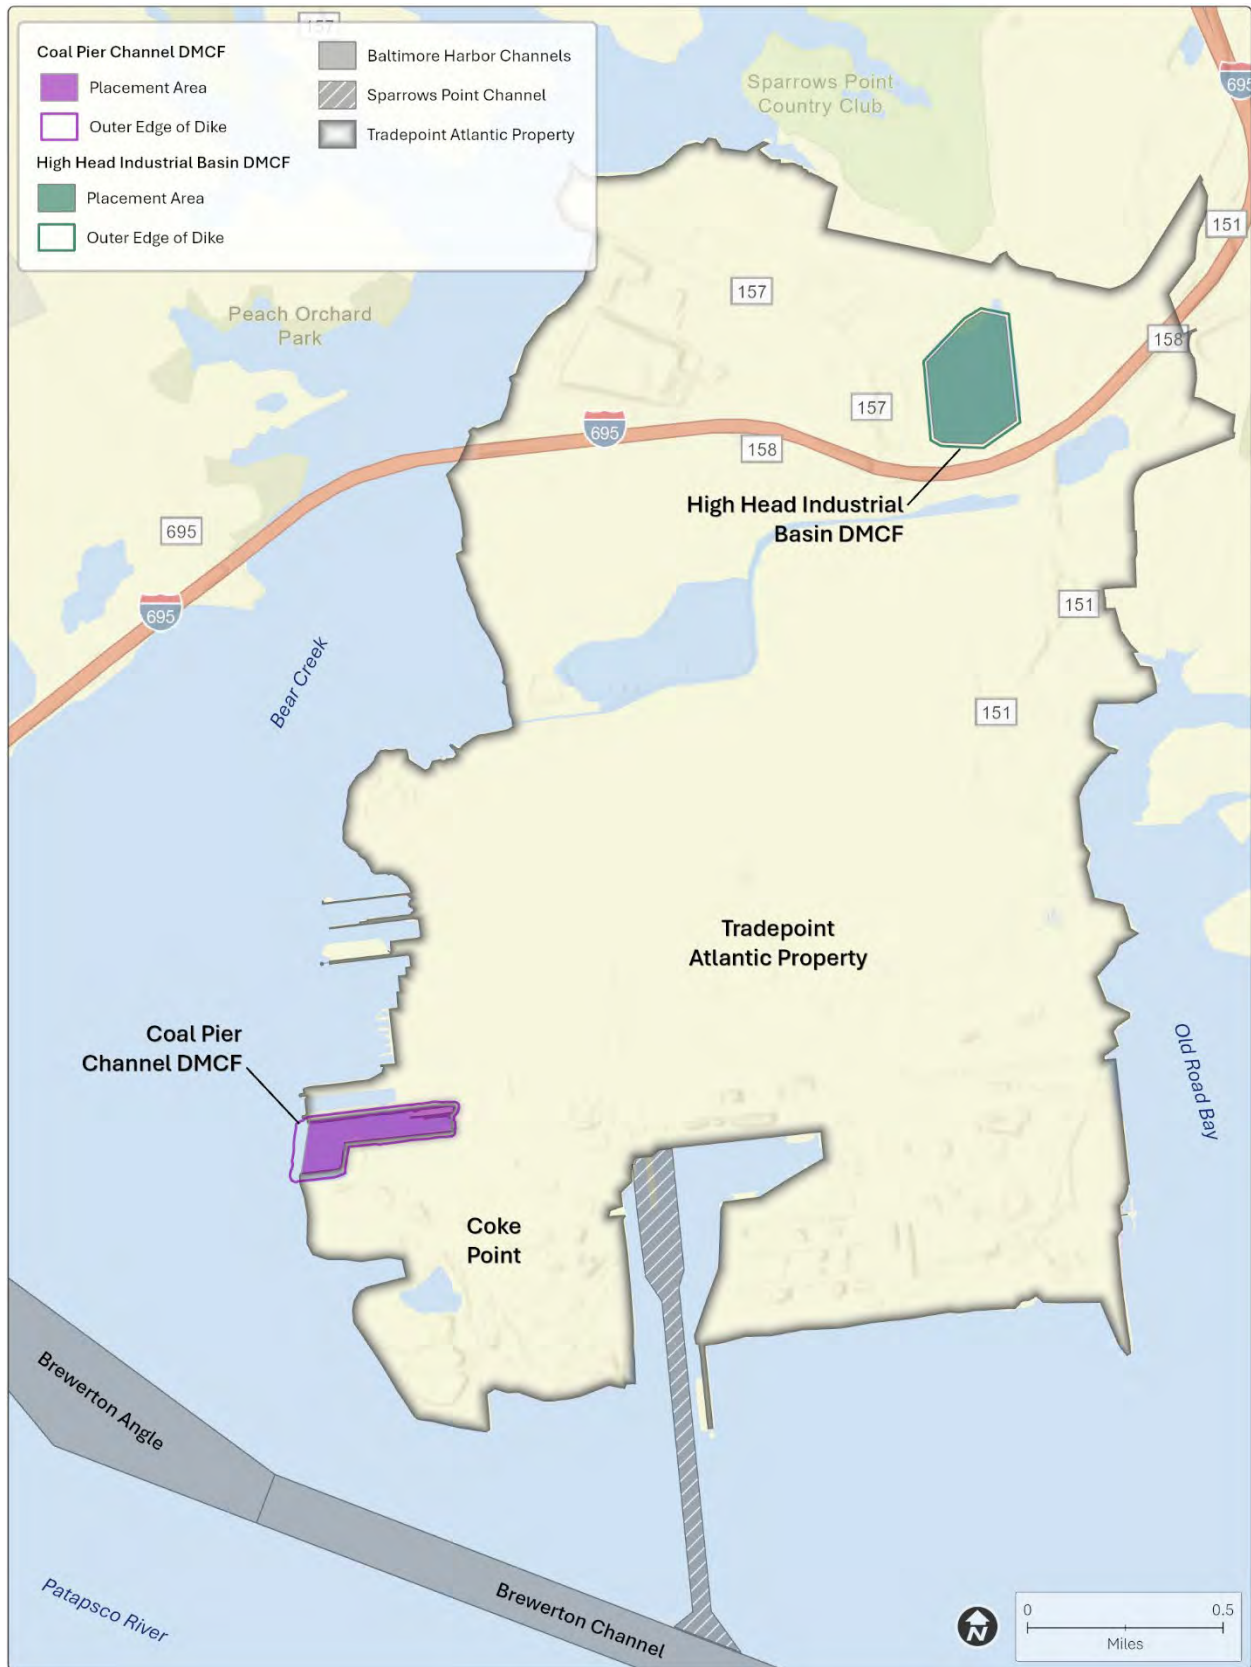 Coal Pier Channel DMCF
Placement Area
Outer Edge of Dike
High Head Industrial Basin DMCF
Placement Area
Outer Edge of Dike
Baltimore Harbor Channels
Sparrows Point Channel
Tradepoint Atlantic Property
157
Sparrows Point
Country Club
695
151
157
Peach Orchard
Park
158
157
695
158
High Head Industrial
Basin DMCF
695
695
151
Bear Creek
151
Tradepoint
Atlantic Property
Coal Pier
Channel DMCF
Old Road Bay
Coke
Point
Brewerton Angle
Brewerton Channel
Patapsco River
N
0 0.5
Miles